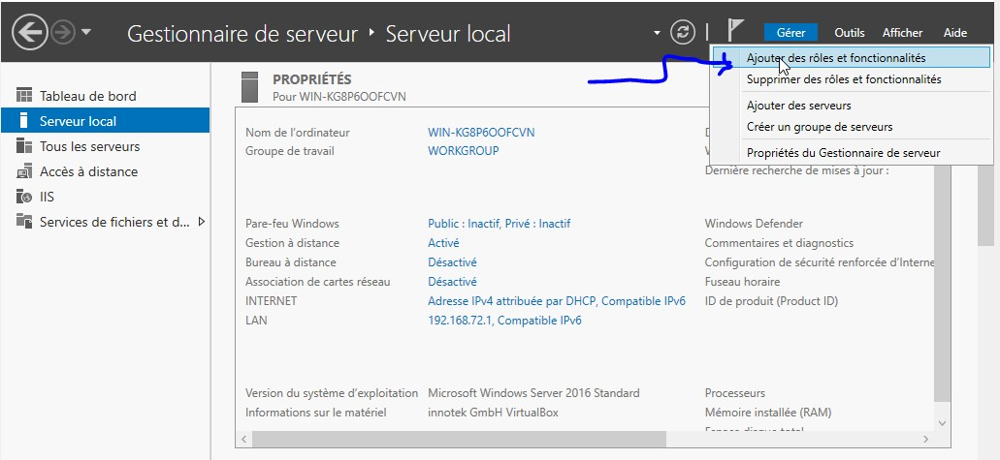 Gestionnaire de serveur ‣ Serveur local
Gérer Outils Afficher Aide
Ajouter des rôles et fonctionnalités
Supprimer des rôles et fonctionnalités
Ajouter des serveurs
Créer un groupe de serveurs
Propriétés du Gestionnaire de serveur
Tableau de bord
Serveur local
Tous les serveurs
Accès à distance
IIS
Services de fichiers et d...
PROPRIÉTÉS
Pour WIN-KG8P6OOFCVN
Nom de l'ordinateur WIN-KG8P6OOFCVN
Groupe de travail WORKGROUP
Dernière recherche de mises à jour :
Pare-feu Windows Public : Inactif, Privé : Inactif Windows Defender
Gestion à distance Activé Commentaires et diagnostics
Bureau à distance Désactivé Configuration de sécurité renforcée d'Interne
Association de cartes réseau Désactivé Fuseau horaire
INTERNET Adresse IPv4 attribuée par DHCP, Compatible IPv6 ID de produit (Product ID)
LAN 192.168.72.1, Compatible IPv6
Version du système d'exploitation Microsoft Windows Server 2016 Standard Processeurs
Informations sur le matériel innotek GmbH VirtualBox Mémoire installée (RAM)